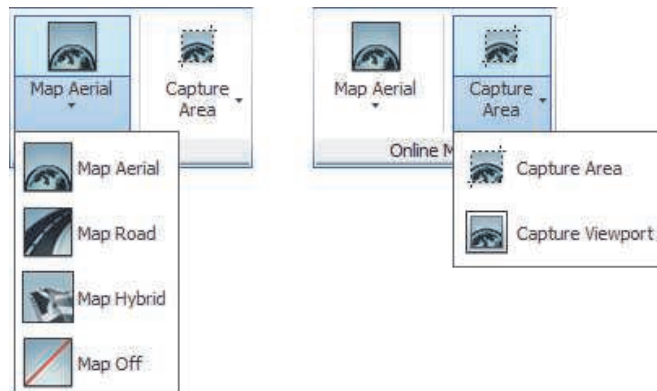 Map Aerial
Capture
Area
Map Aerial
Map Road
Map Hybrid
Map Off
Map Aerial
Capture
Area
Online M
Capture Area
Capture Viewport